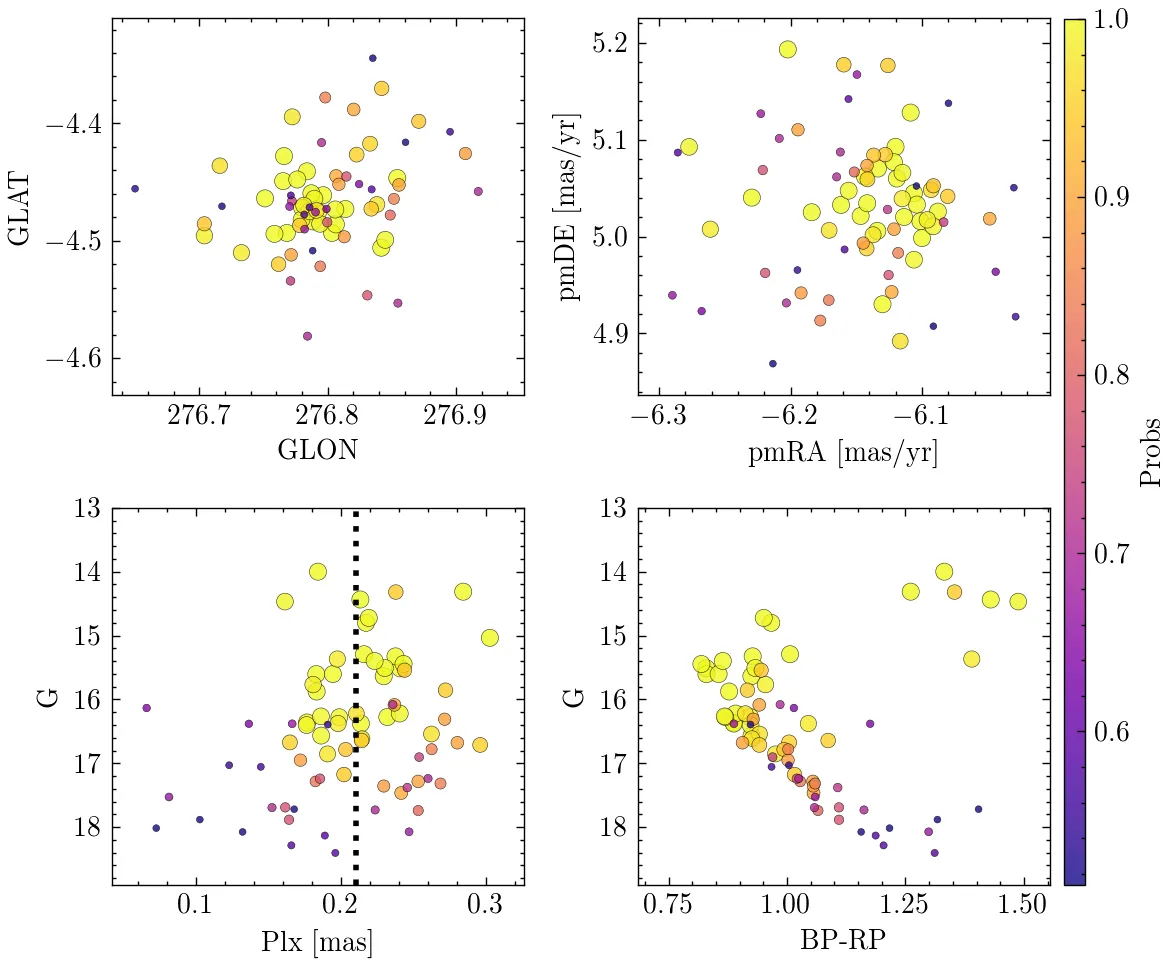 −4.4
−4.5
−4.6
GLAT
276.7 276.8 276.9
GLON
5.2
5.1
5.0
4.9
pmDE [mas/yr]
−6.3 −6.2 −6.1
pmRA [mas/yr]
13
14
15
16
17
18
G
0.1 0.2 0.3
Plx [mas]
13
14
15
16
17
18
G
0.75 1.00 1.25 1.50
BP-RP
1.0
0.9
0.8
0.7
0.6
Probs